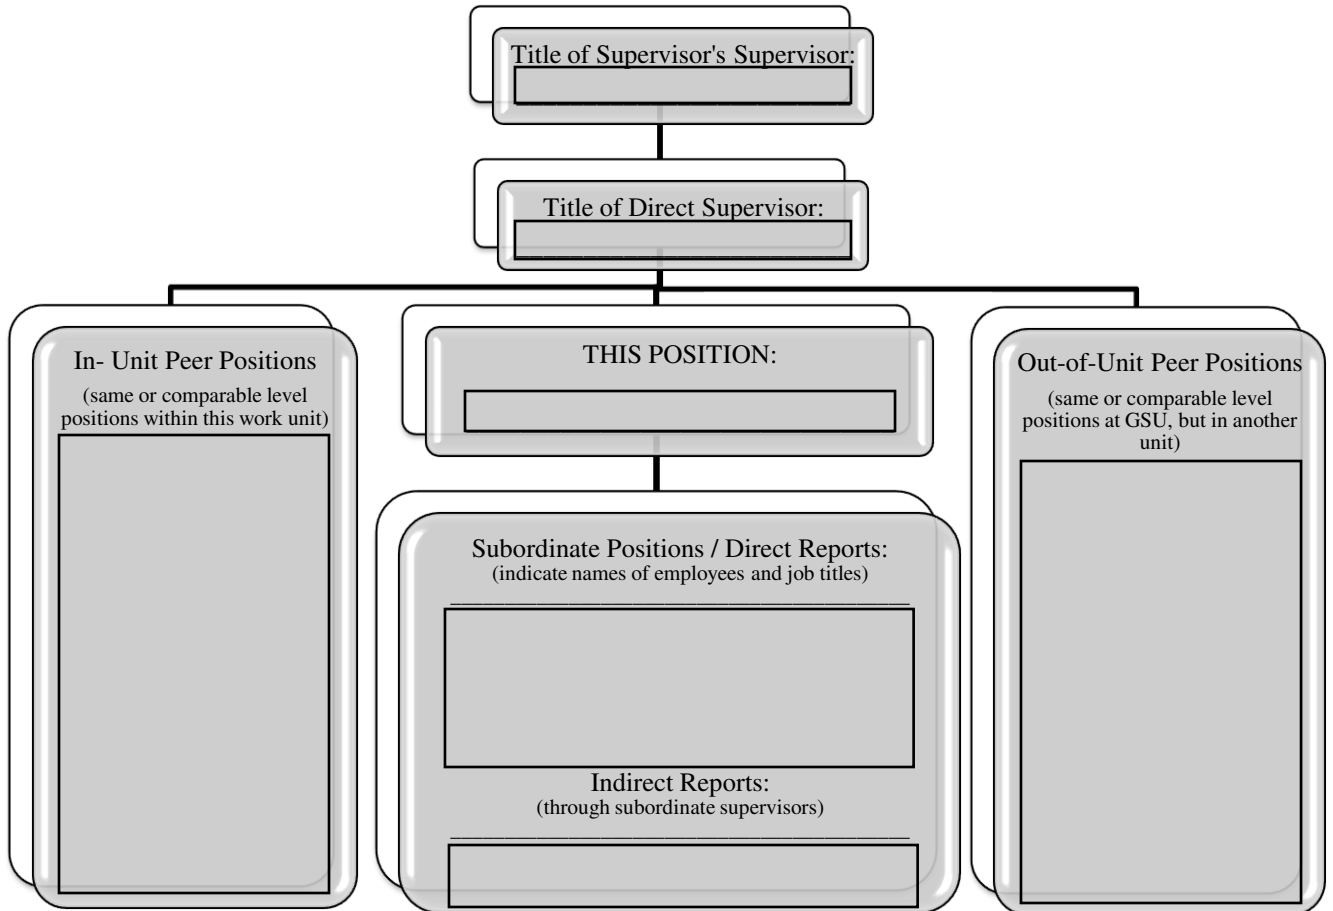 Title of Supervisor's Supervisor:
Title of Direct Supervisor:
In- Unit Peer Positions
(same or comparable level
positions within this work unit)
THIS POSITION:
Out-of-Unit Peer Positions
(same or comparable level
positions at GSU, but in another
unit)
Subordinate Positions / Direct Reports:
(indicate names of employees and job titles)
Indirect Reports:
(through subordinate supervisors)